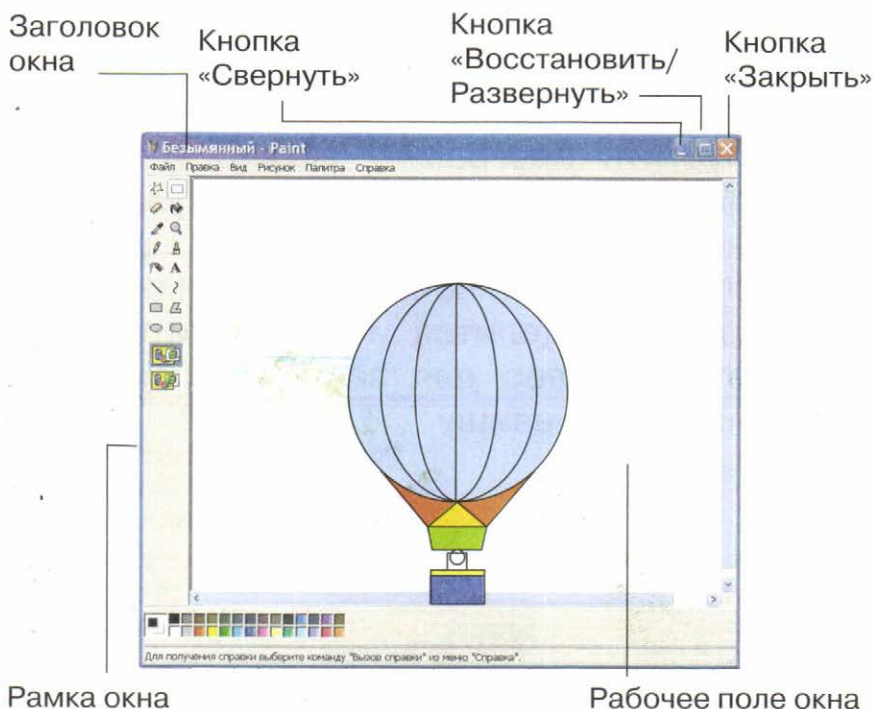 Заголовок
окна
Кнопка
«Свернуть»
Кнопка
«Восстановить/
Развернуть»
Кнопка
«Закрыть»
Безымянный - Paint
Файл Правка Вид Рисунок Палитра Справка
A
Для получения справки выберите команду "Вызов справки" из меню "Справка".
Рамка окна
Рабочее поле окна